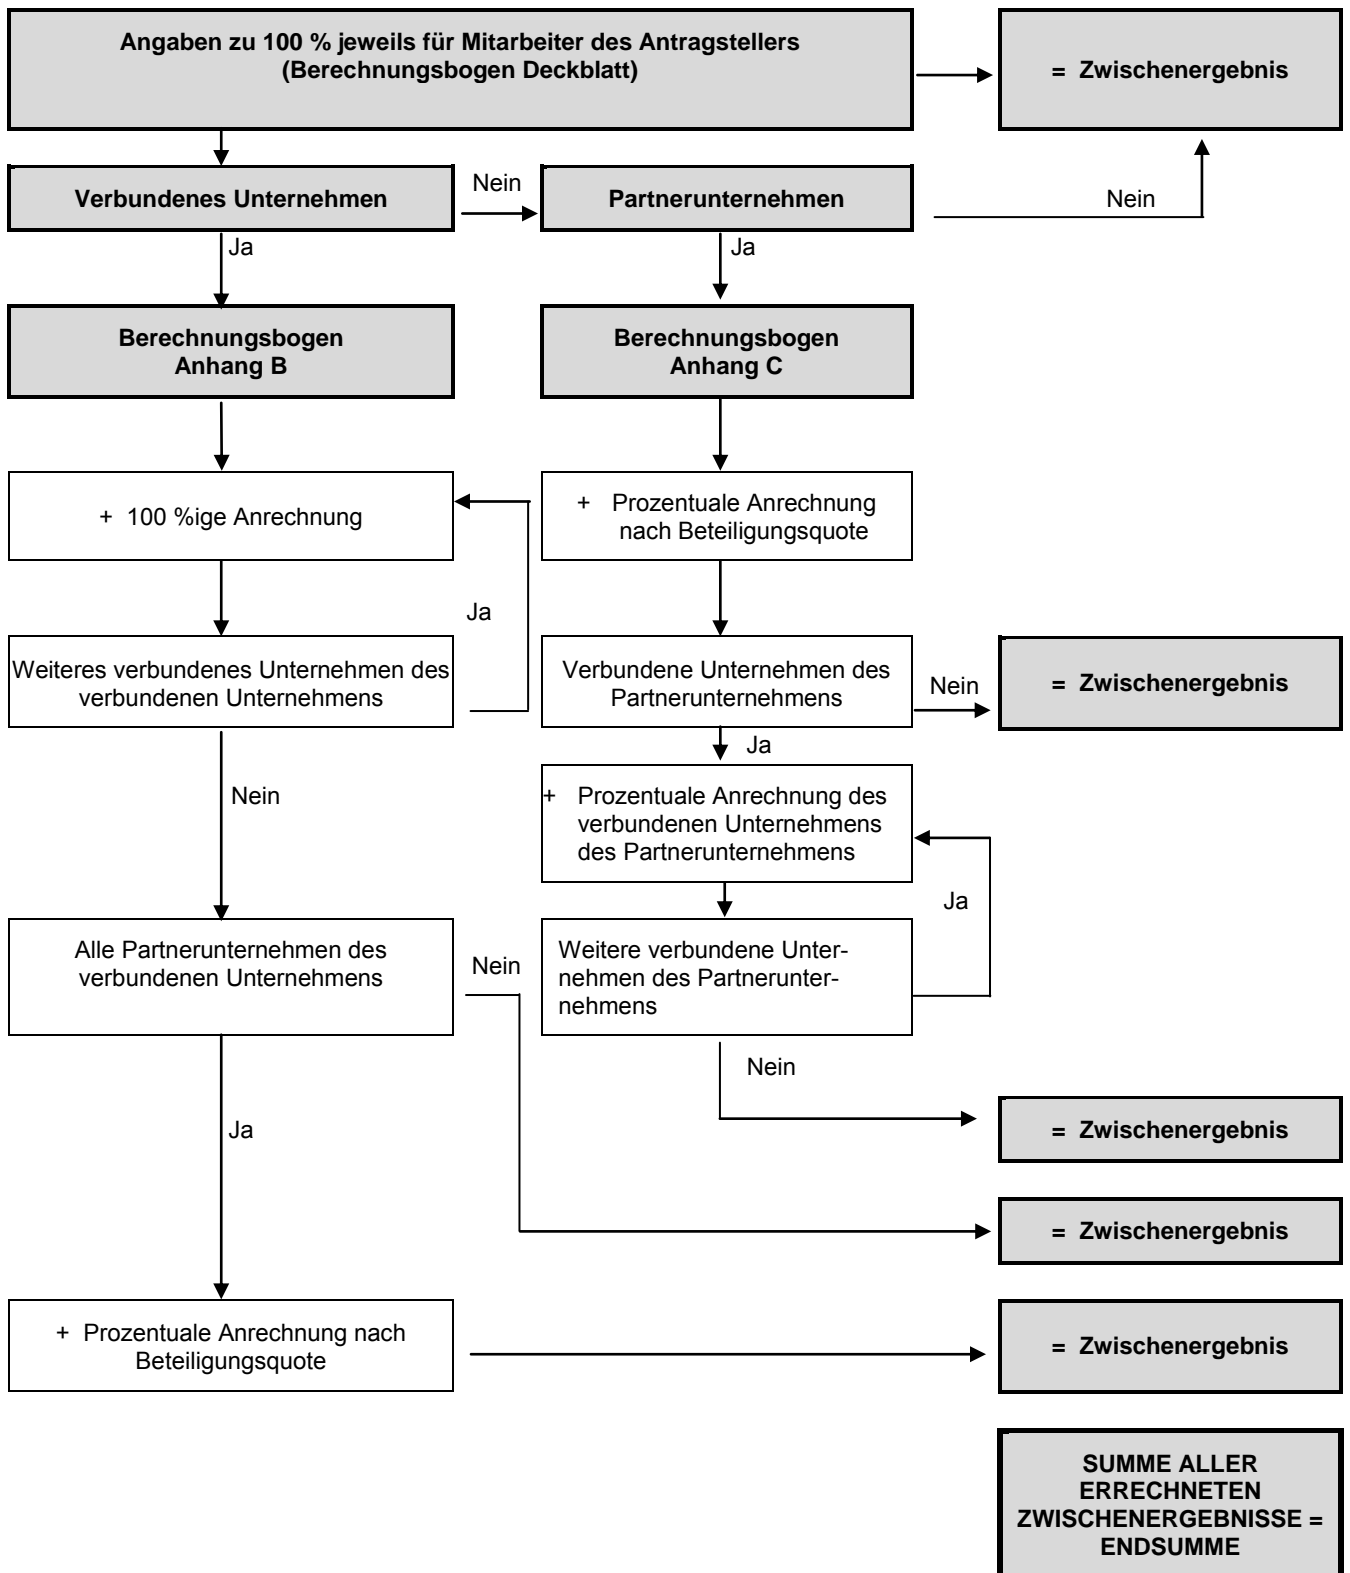 Angaben zu 100 % jeweils für Mitarbeiter des Antragstellers
(Berechnungsbogen Deckblatt)
= Zwischenergebnis
Verbundenes Unternehmen
Nein
Partnerunternehmen
Nein
Ja
Ja
Berechnungsbogen
Anhang B
Berechnungsbogen
Anhang C
+ 100 %ige Anrechnung
+ Prozentuale Anrechnung
nach Beteiligungsquote
Ja
Weiteres verbundenes Unternehmen des
verbundenen Unternehmens
Verbundene Unternehmen des
Partnerunternehmens
Nein
= Zwischenergebnis
Ja
Nein
+ Prozentuale Anrechnung des
verbundenen Unternehmens
des Partnerunternehmens
Ja
Alle Partnerunternehmen des
verbundenen Unternehmens
Nein
Weitere verbundene Unter-
nehmen des Partnerunter-
nehmens
Nein
Ja
= Zwischenergebnis
= Zwischenergebnis
+ Prozentuale Anrechnung nach
Beteiligungsquote
= Zwischenergebnis
SUMME ALLER
ERRECHNETEN
ZWISCHENERGEBNISSE =
ENDSUMME